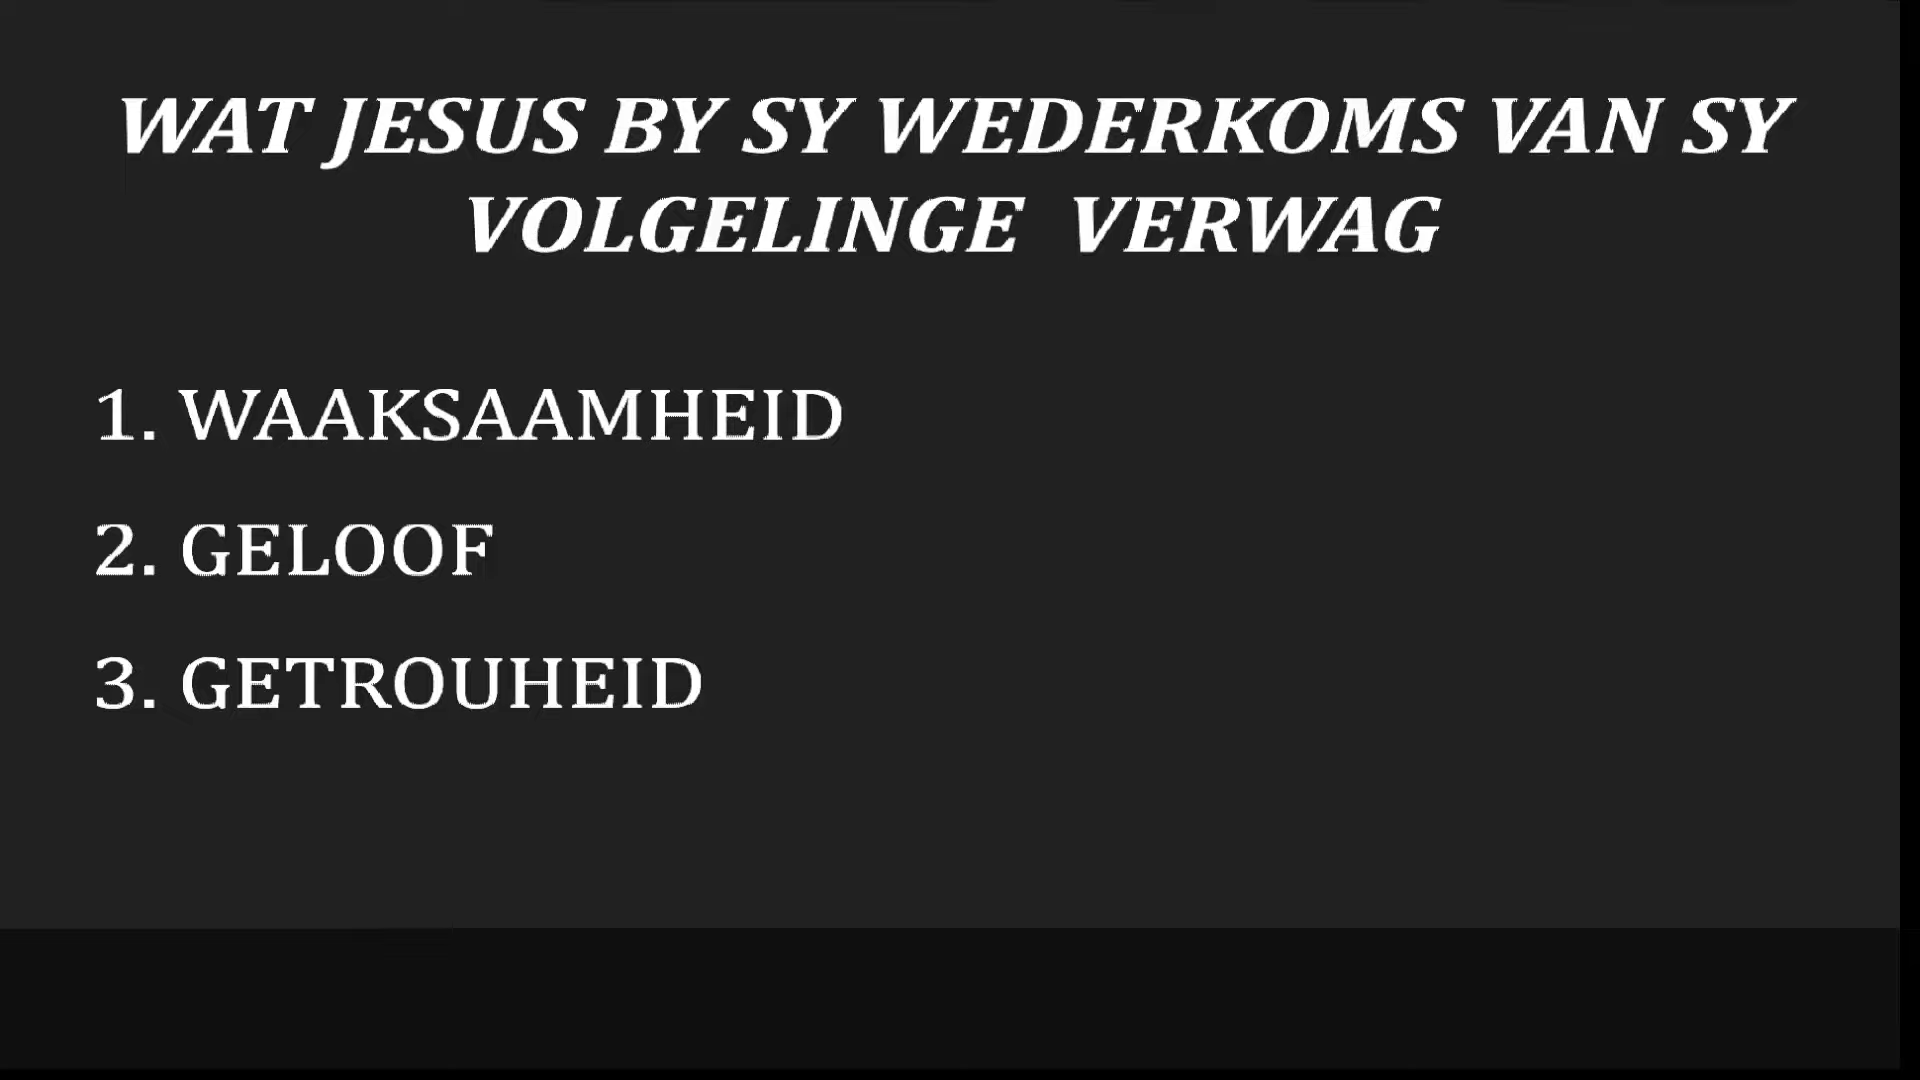 WAT JESUS BY SY WEDERKOMS VAN SY
VOLGELINGE VERWAG
1. WAAKSAAMHEID
2. GELOOF
3. GETROUHEID